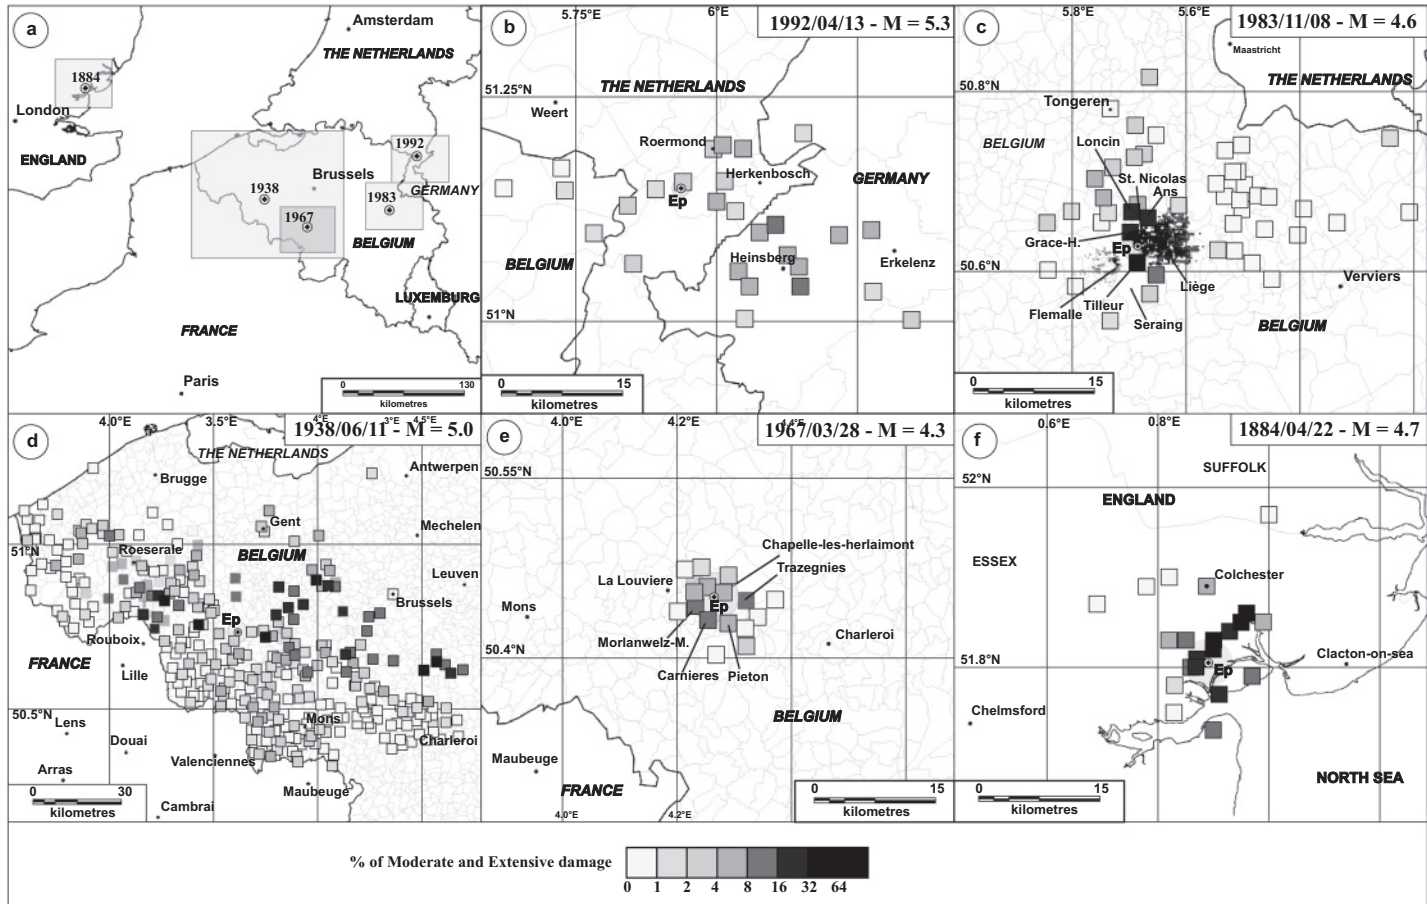 a
Amsterdam
THE NETHERLANDS
1884
London
ENGLAND
1992
Brussels
GERMANY
1938
1983
1967
BELGIUM
LUXEMBURG
FRANCE
Paris
0 130
kilometres
b
5.75°E 6°E
1992/04/13 - M = 5.3
THE NETHERLANDS
51.25°N
Weert
Roermond
Herkenbosch
GERMANY
Ep
Heinsberg
Erkelenz
BELGIUM
51°N
0 15
kilometres
c
5.8°E 5.6°E
1983/11/08 - M = 4.6
Maastricht
THE NETHERLANDS
50.8°N
Tongeren
BELGIUM
Loncin
St. Nicolas
Ans
Grace-H.
Ep
50.6°N
Verviers
Liège
Flemalle
Tilleur
Seraing
BELGIUM
0 15
kilometres
d
4.0°E 3.5°E 4°E 3°E 4.5°E
1938/06/11 - M = 5.0
THE NETHERLANDS
Antwerpen
Brugge
Gent
Mechelen
51°N
Roeserale
BELGIUM
Leuven
Brussels
Ep
Rouboix
FRANCE
Lille
50.5°N
Lens
Mons
Douai
Charleroi
Valenciennes
Arras
Maubeuge
0 30
kilometres
Cambrai
e
4.0°E 4.2°E 4.4°E
1967/03/28 - M = 4.3
50.55°N
Chapelle-les-herlaimont
La Louviere
Trazegnies
Mons
Ep
Morlanwelz-M.
Charleroi
50.4°N
Carnieres Pieton
BELGIUM
Maubeuge
FRANCE
4.0°E 4.2°E
0 15
kilometres
f
0.6°E 0.8°E
1884/04/22 - M = 4.7
SUFFOLK
52°N
ENGLAND
ESSEX
Colchester
51.8°N
Ep
Clacton-on-sea
Chelmsford
NORTH SEA
0 15
kilometres
% of Moderate and Extensive damage
0 1 2 4 8 16 32 64